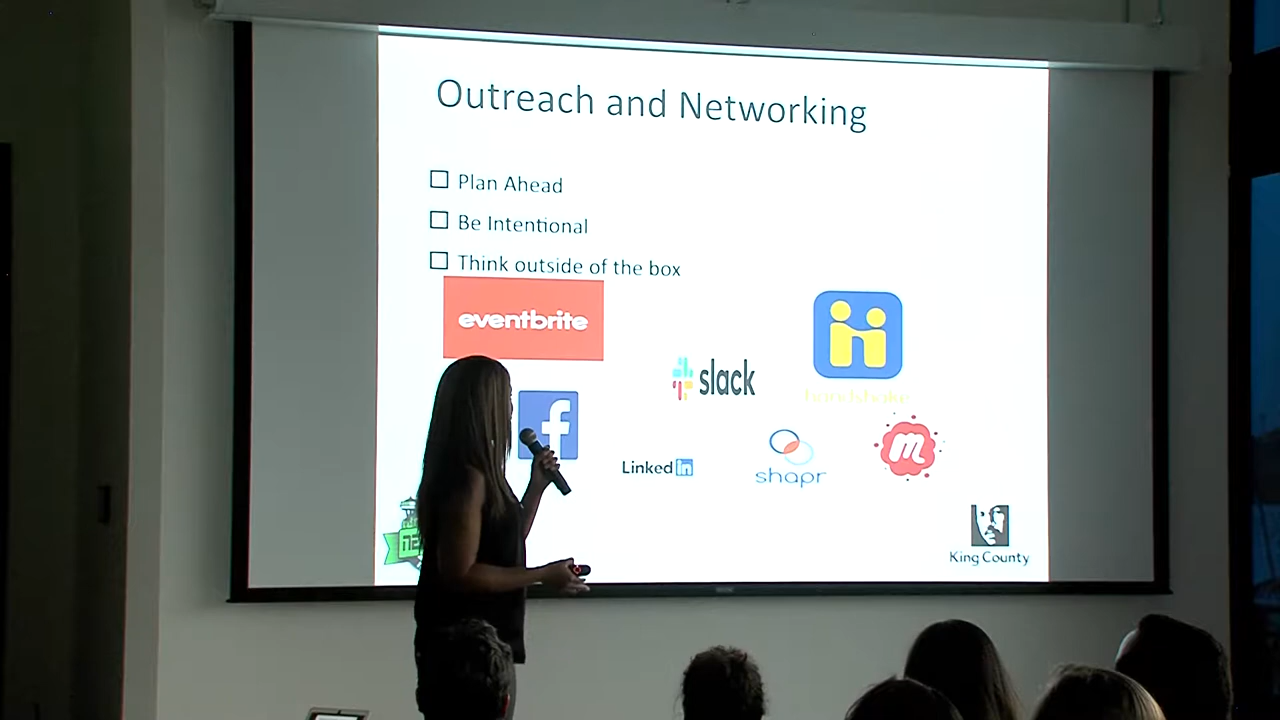 Outreach and Networking
Plan Ahead
Be Intentional
Think outside of the box
eventbrite
slack
handshake
f
Linked in
shapr
m
King County